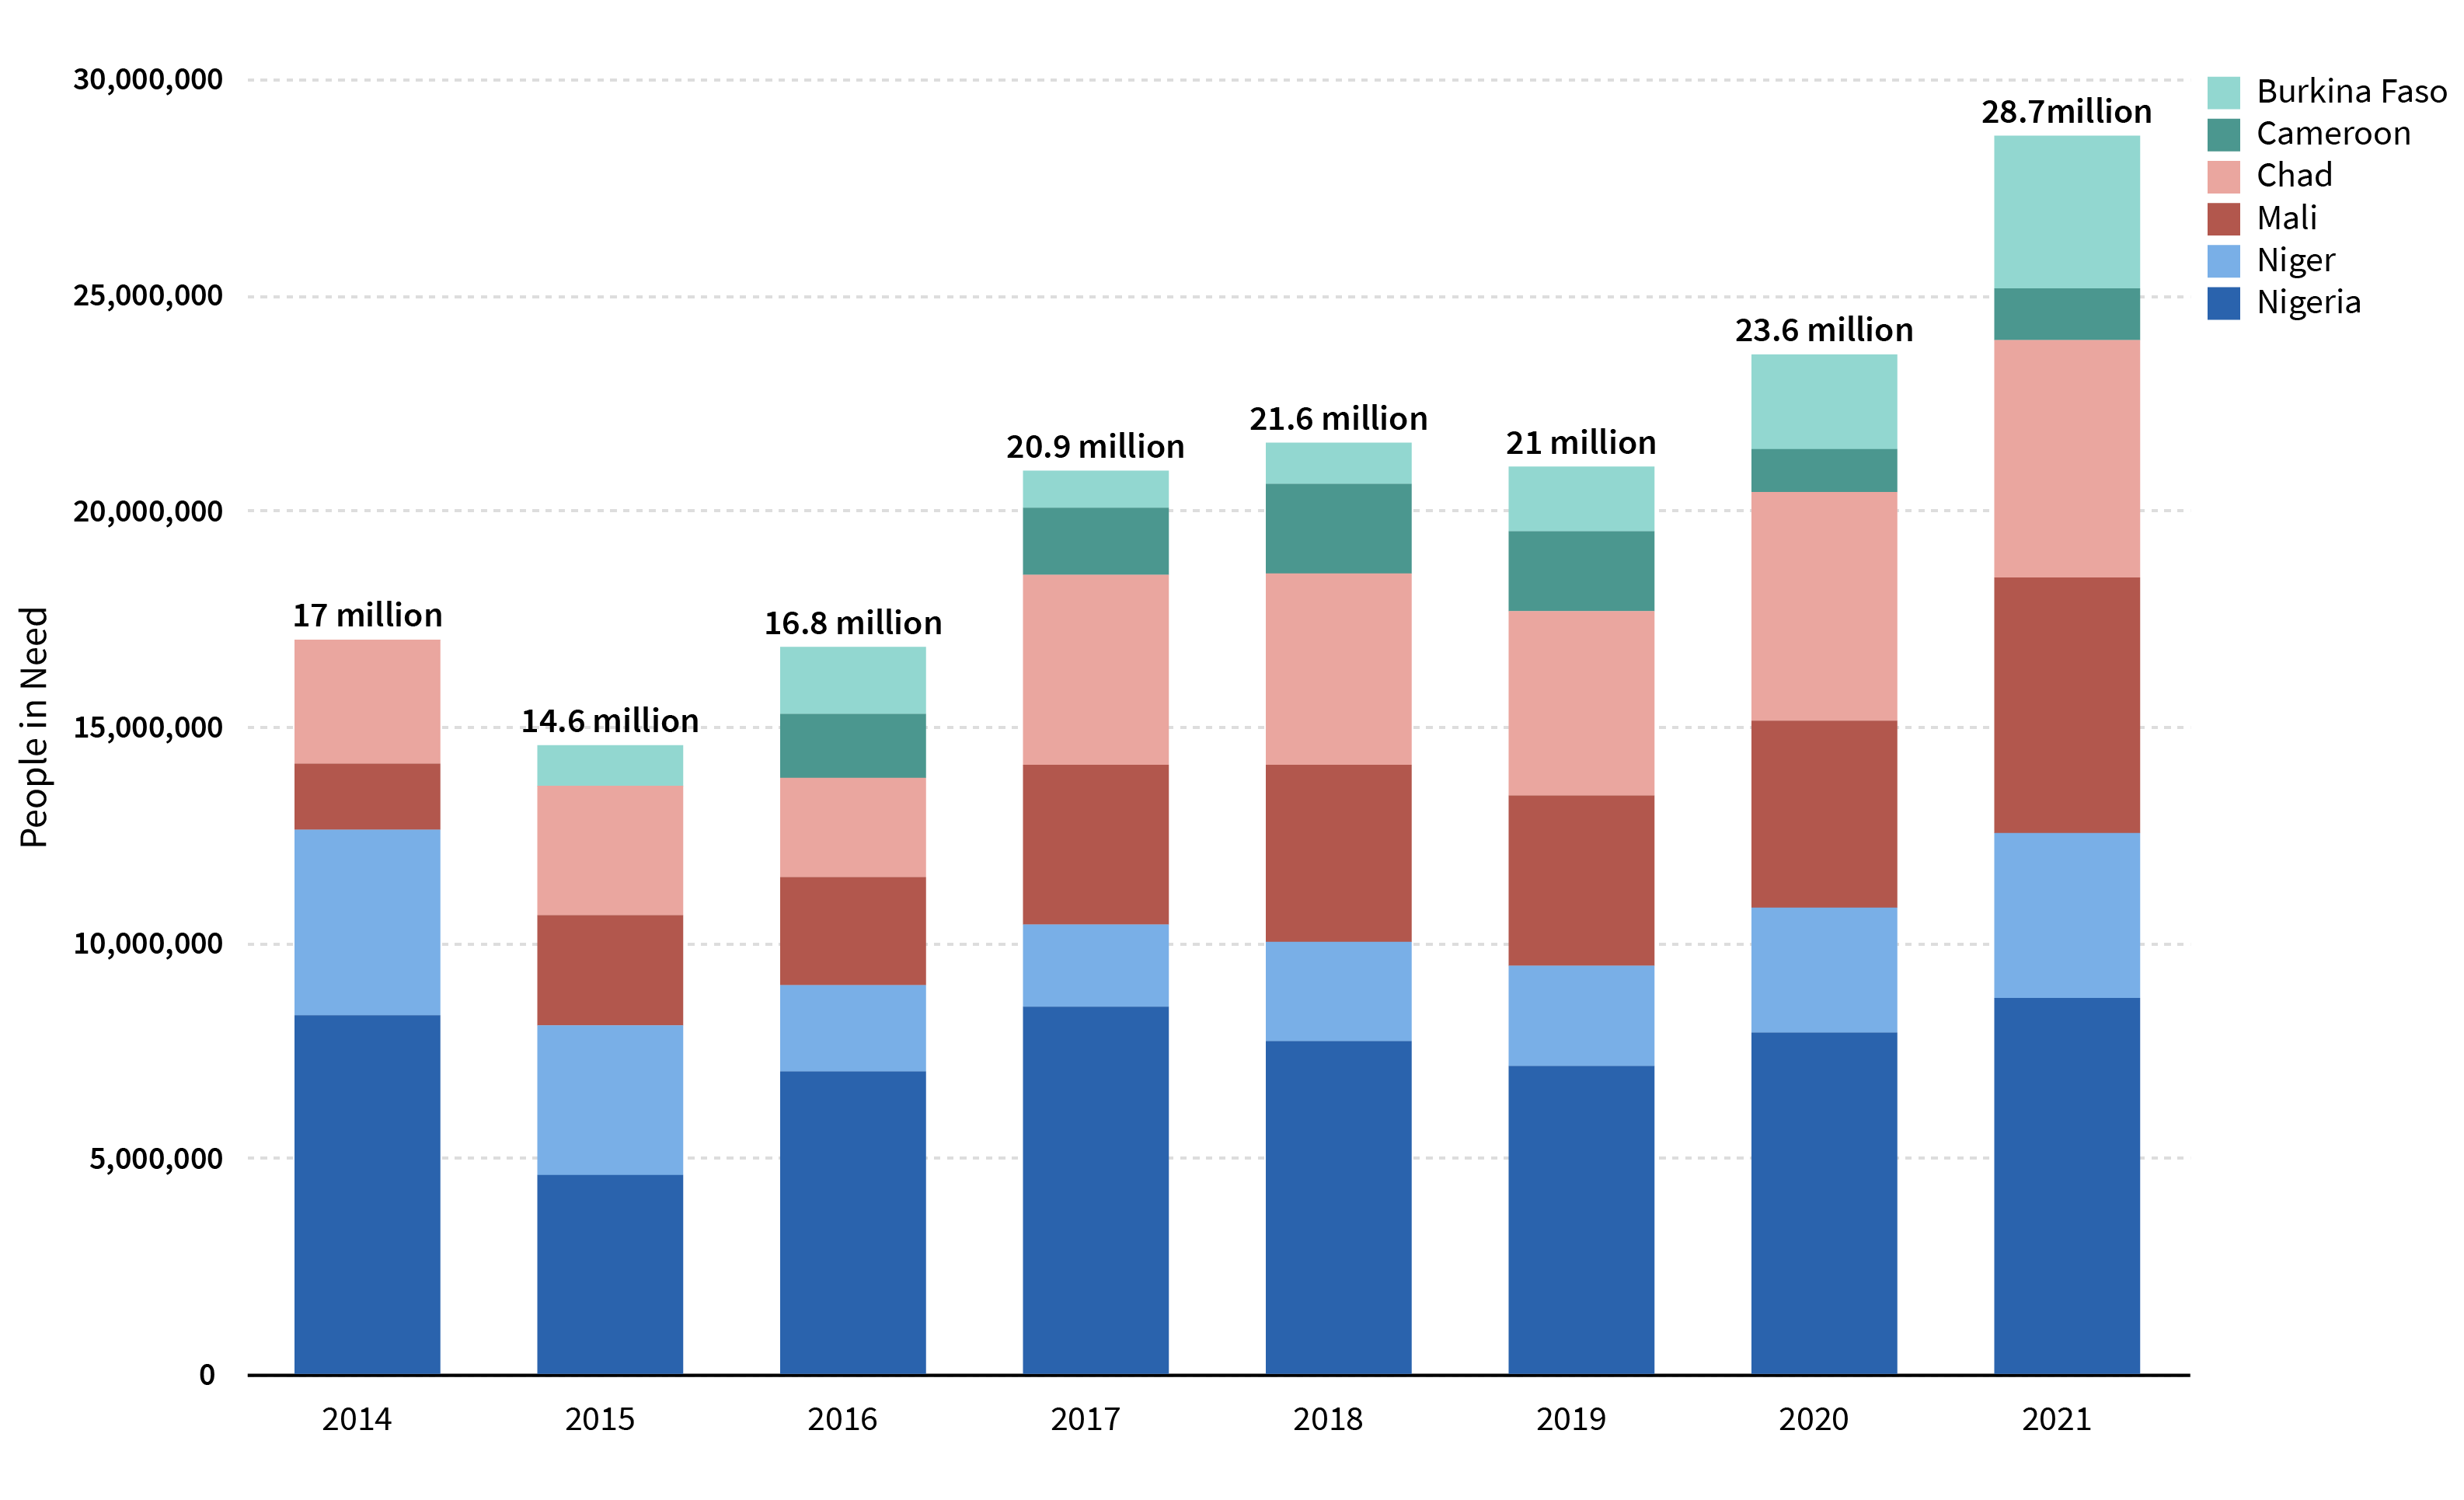 People in Need
30,000,000
25,000,000
20,000,000
15,000,000
10,000,000
5,000,000
0
17 million
14.6 million
16.8 million
20.9 million
21.6 million
21 million
23.6 million
28.7million
2014
2015
2016
2017
2018
2019
2020
2021
Burkina Faso
Cameroon
Chad
Mali
Niger
Nigeria